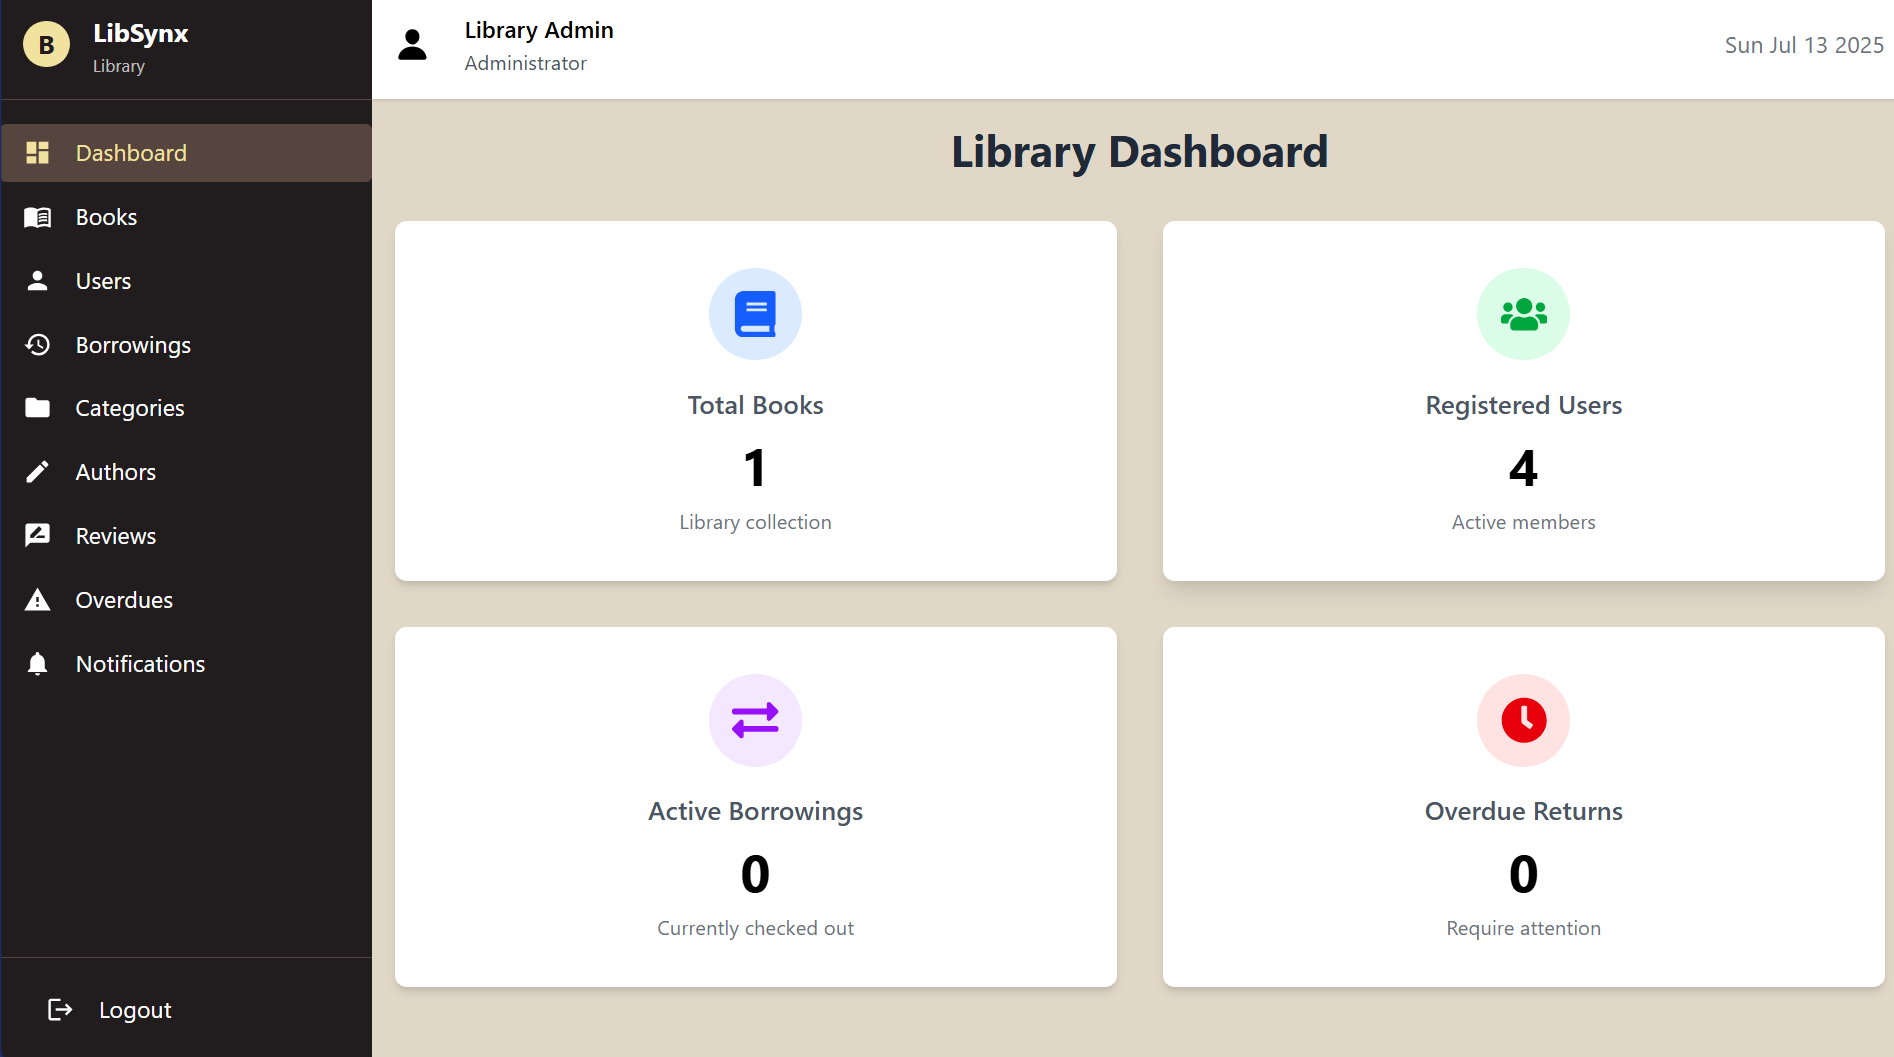 B
LibSynx
Library
Dashboard
Books
Users
Borrowings
Categories
Authors
Reviews
Overdues
Notifications
Logout
Library Admin
Administrator
Sun Jul 13 2025
Library Dashboard
Total Books
1
Library collection
Registered Users
4
Active members
Active Borrowings
0
Currently checked out
Overdue Returns
0
Require attention